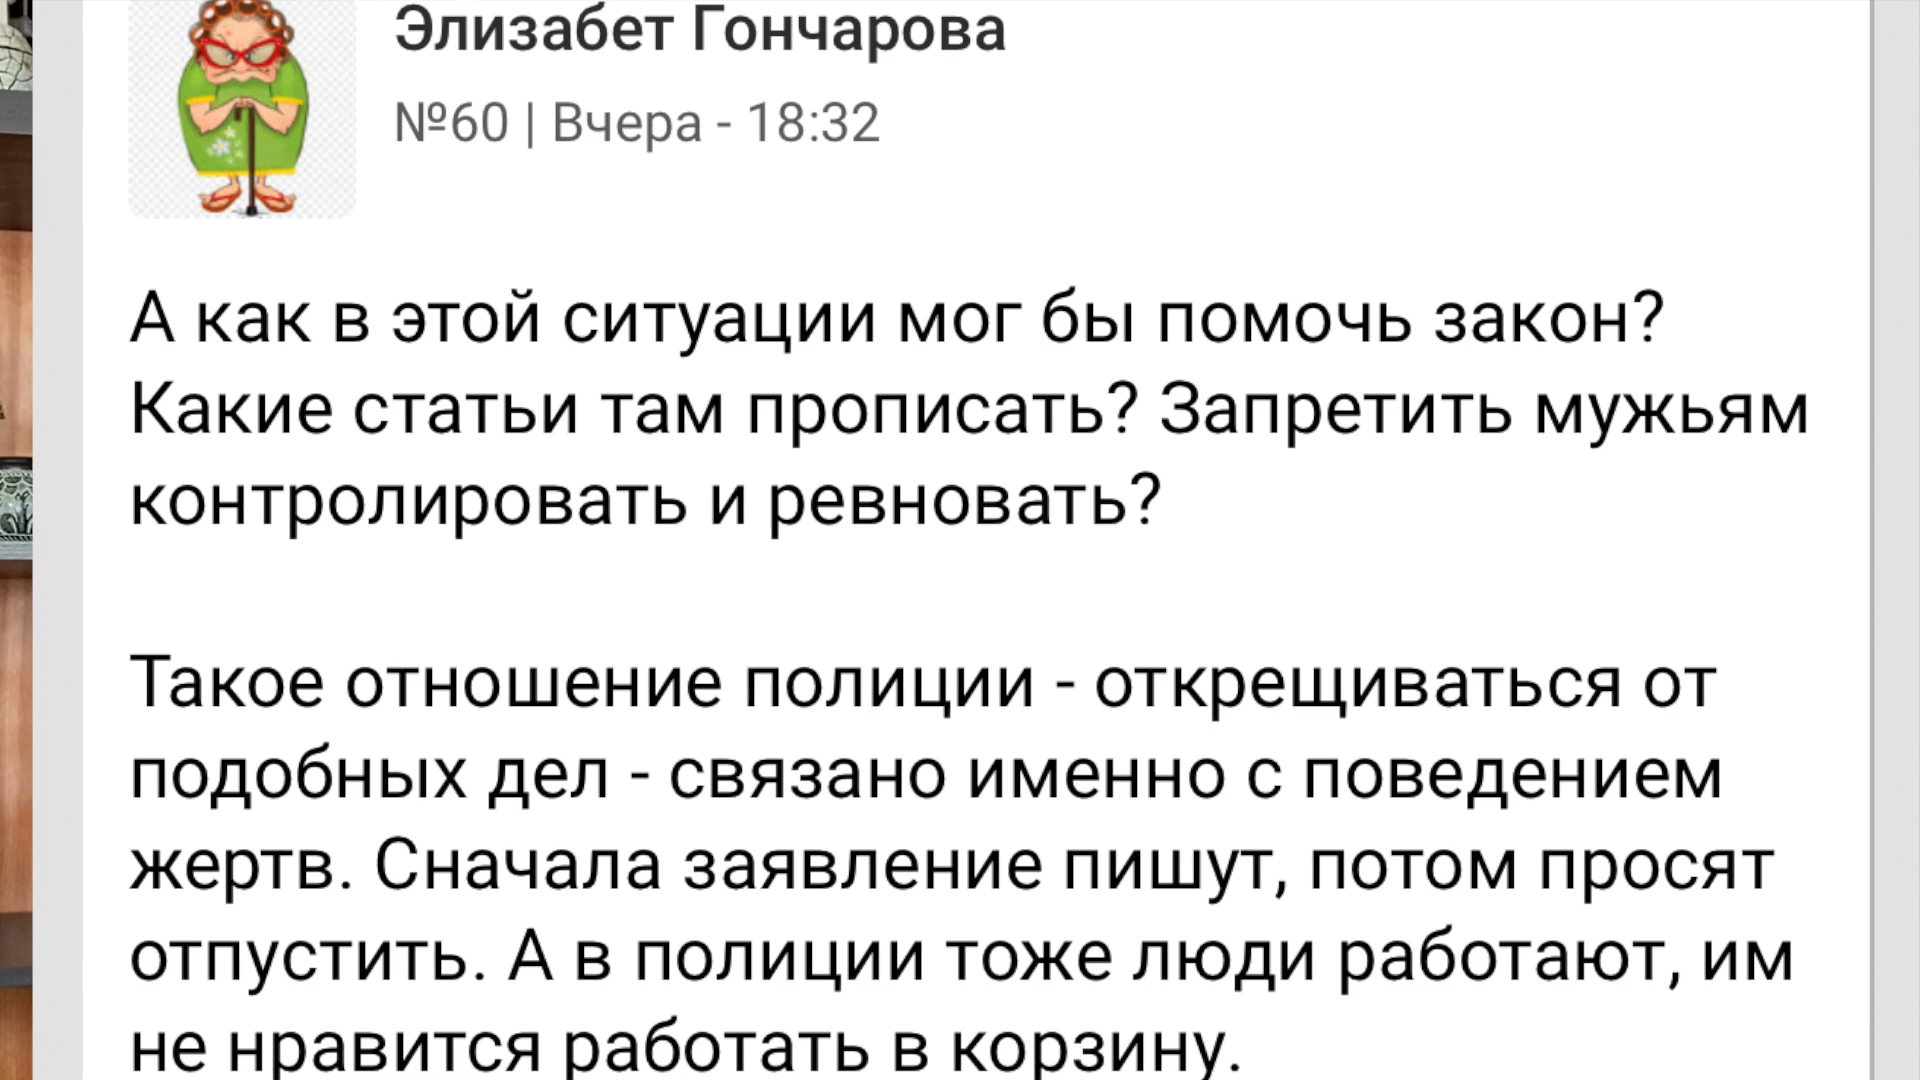 Элизабет Гончарова
№60 | Вчера - 18:32
А как в этой ситуации мог бы помочь закон?
Какие статьи там прописать? Запретить мужьям
контролировать и ревновать?
Такое отношение полиции - открещиваться от
подобных дел - связано именно с поведением
жертв. Сначала заявление пишут, потом просят
отпустить. А в полиции тоже люди работают, им
не нравится работать в корзину.